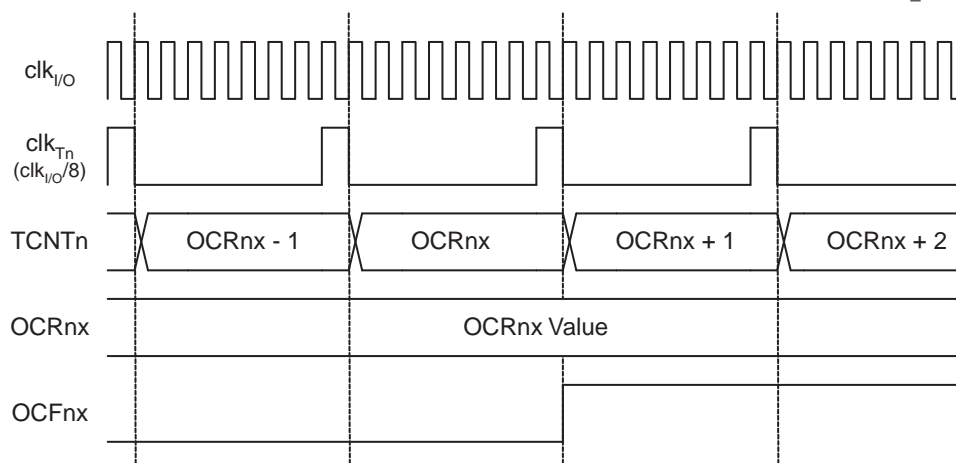 clkI/O
clkTn
(clkI/O/8)
TCNTn
OCRnx - 1
OCRnx
OCRnx + 1
OCRnx + 2
OCRnx
OCRnx Value
OCFnx